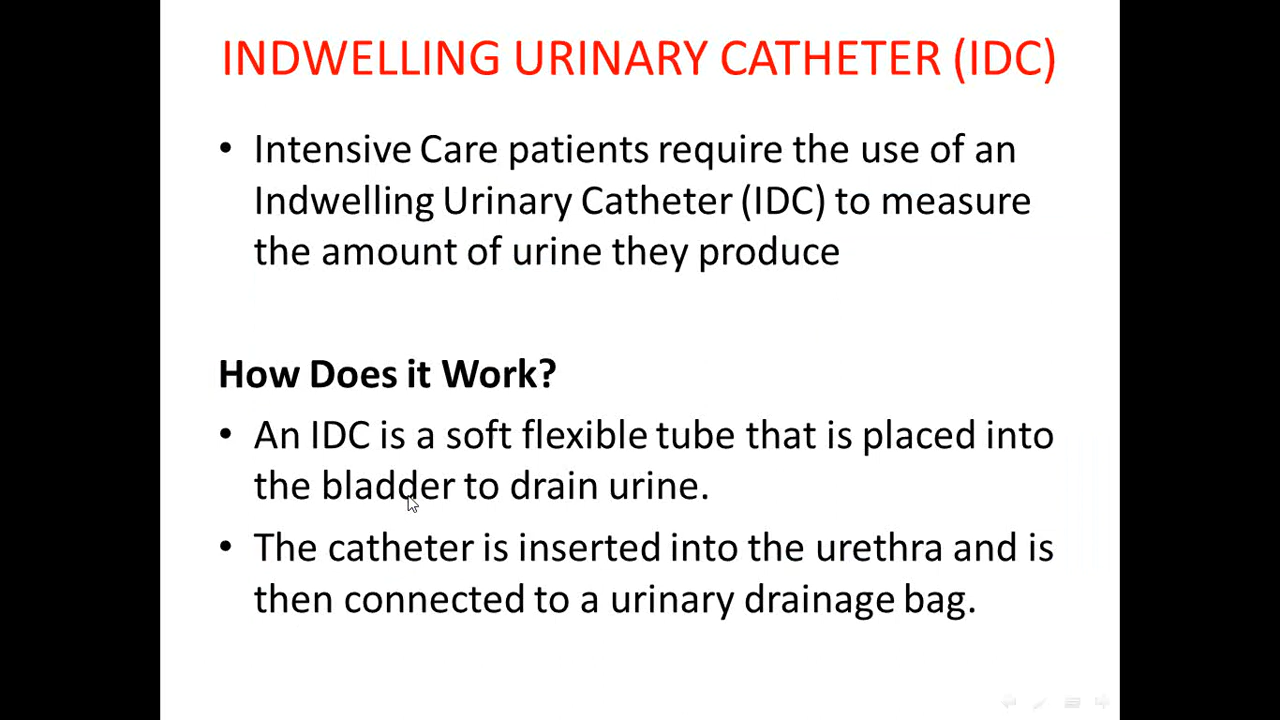 INDWELLING URINARY CATHETER (IDC)
• Intensive Care patients require the use of an
Indwelling Urinary Catheter (IDC) to measure
the amount of urine they produce
How Does it Work?
• An IDC is a soft flexible tube that is placed into
the bladder to drain urine.
• The catheter is inserted into the urethra and is
then connected to a urinary drainage bag.